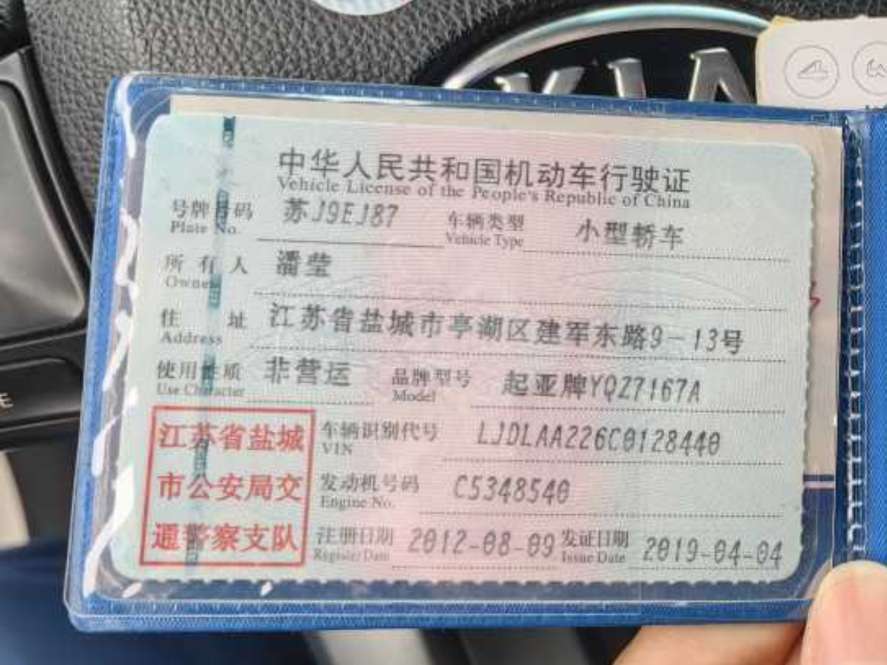 KIA
中华人民共和国机动车行驶证
Vehicle License of the People's Republic of China
号牌号码 苏J9EJ87 车辆类型 小型轿车
Plate No. Vehicle Type
所有人 潘莹
Owner
住址 江苏省盐城市亭湖区建军东路9-13号
Address
使用性质 非营运 品牌型号 起亚牌YQZ7167A
Use Character Model
车辆识别代号 LJDLAA226C0128440
VIN
发动机号码 C5348540
Engine No.
注册日期 2012-08-09 发证日期 2019-04-04
Register Date Issue Date
江苏省盐城
市公安局交
通警察支队